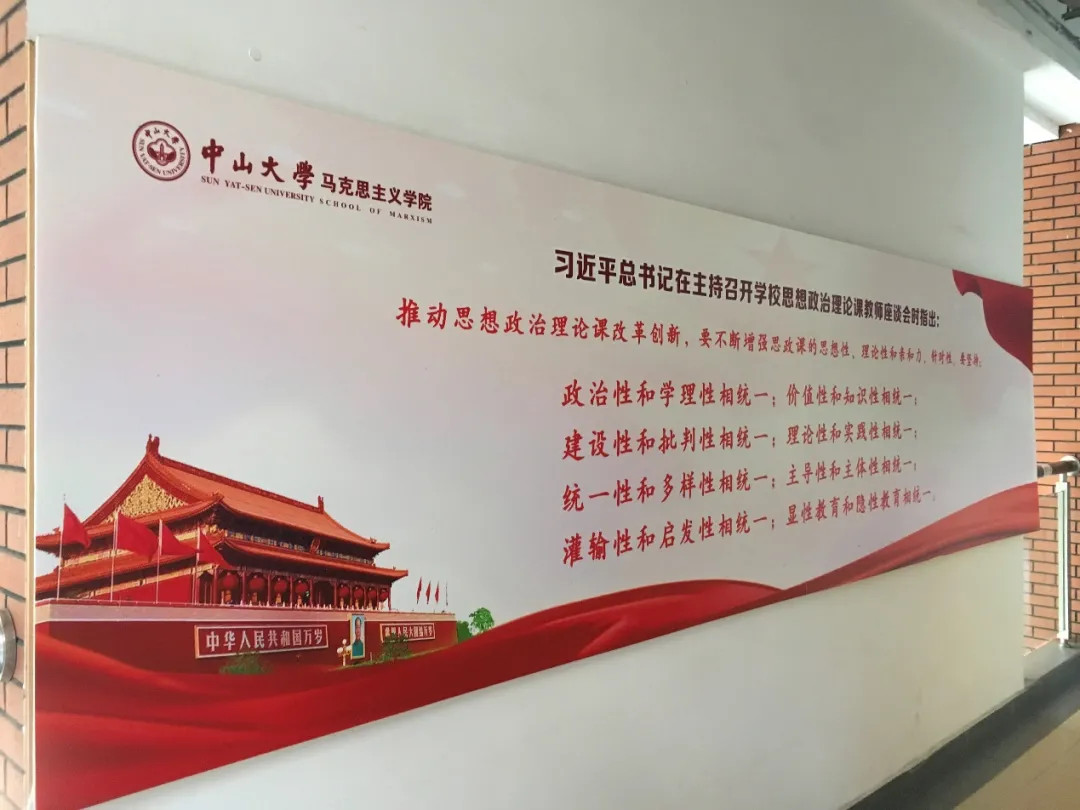 中山大學
SUN YAT-SEN UNIVERSITY
中山大學 马克思主义学院
SUN YAT-SEN UNIVERSITY SCHOOL OF MARXISM
习近平总书记在主持召开学校思想政治理论课教师座谈会时指出:
推动思想政治理论课改革创新，要不断增强思政课的思想性、理论性和亲和力、针对性。要坚持:
政治性和学理性相统一；价值性和知识性相统一；
建设性和批判性相统一；理论性和实践性相统一；
统一性和多样性相统一；主导性和主体性相统一；
灌输性和启发性相统一；显性教育和隐性教育相统一。
中华人民共和国万岁